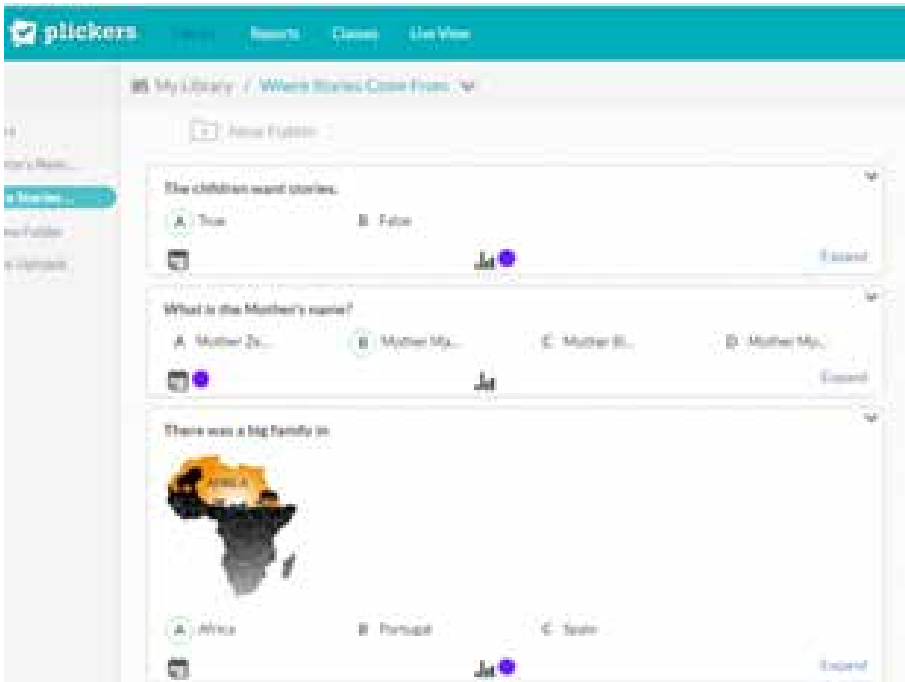 plickers
Reports Classes Live View
My Library / Where Stories Come From
New Folder
The children want stories.
A True B False
Expand
What is the Mother's name?
A Mother Ze... B Mother Ma... C Mother Bl... D Mother Mo...
Expand
There was a big family in
AFRICA
A Africa B Portugal C Spain
Expand